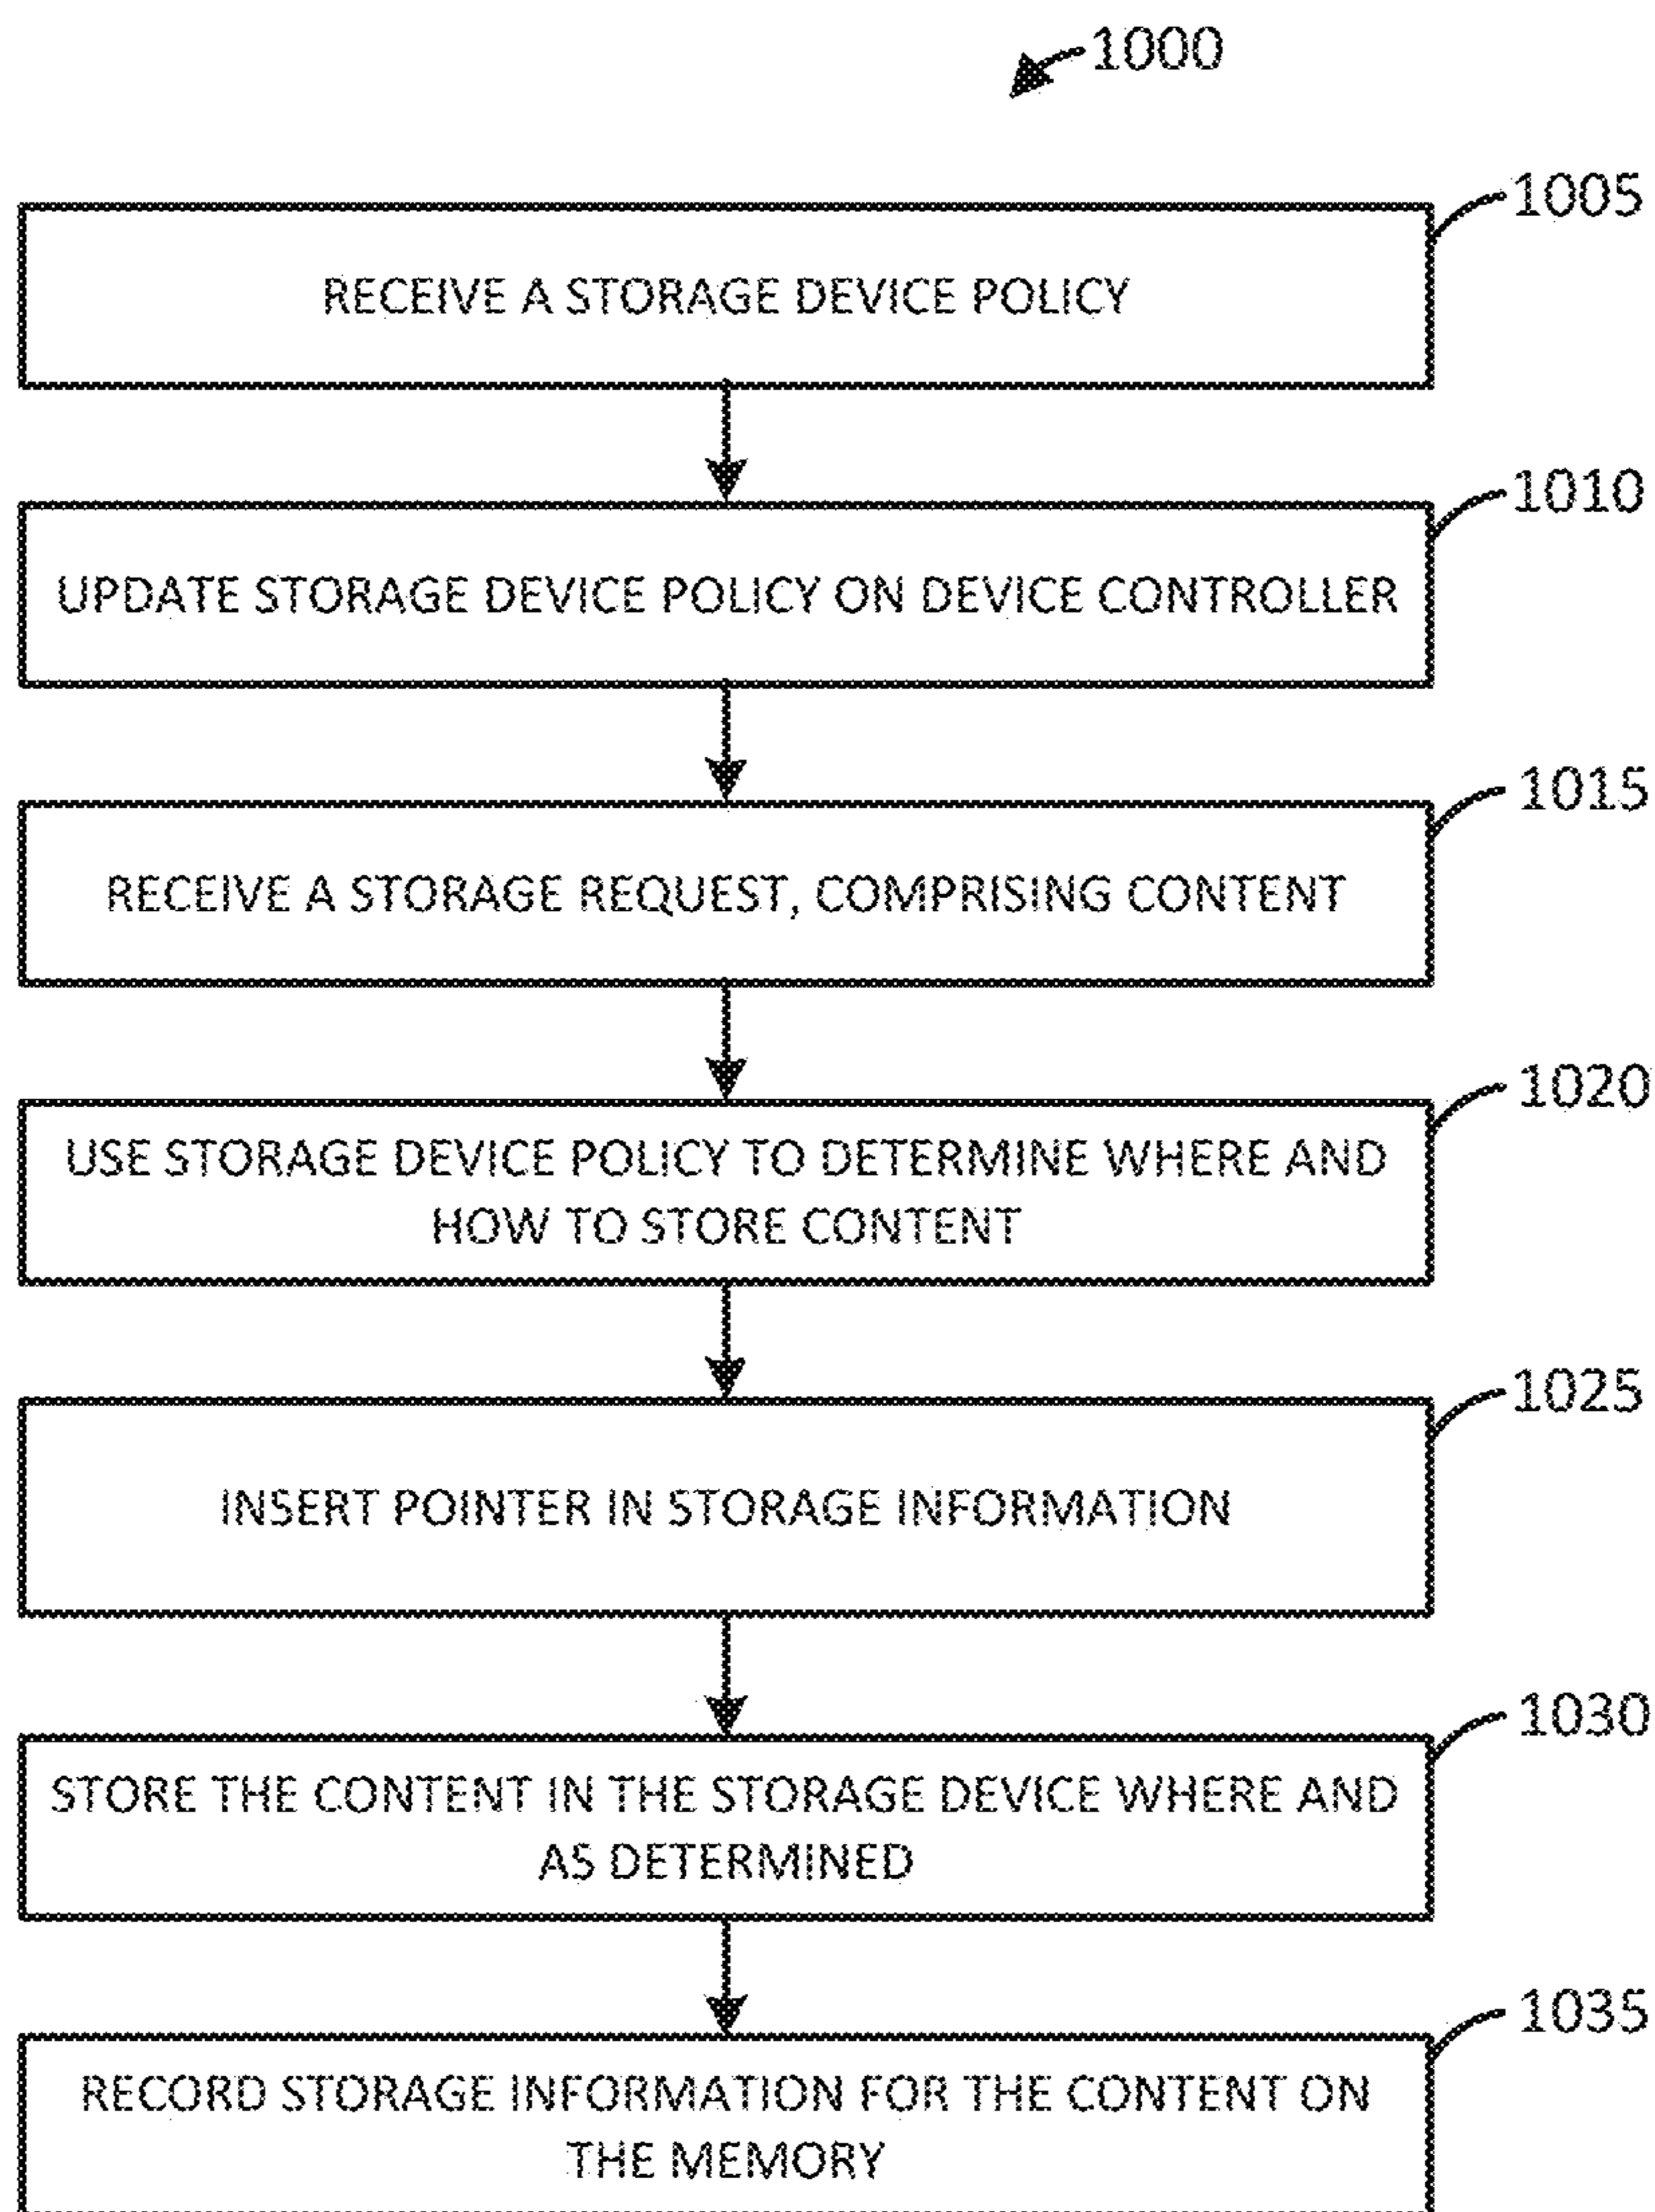 1000
1005
RECEIVE A STORAGE DEVICE POLICY
1010
UPDATE STORAGE DEVICE POLICY ON DEVICE CONTROLLER
1015
RECEIVE A STORAGE REQUEST, COMPRISING CONTENT
1020
USE STORAGE DEVICE POLICY TO DETERMINE WHERE AND
HOW TO STORE CONTENT
1025
INSERT POINTER IN STORAGE INFORMATION
1030
STORE THE CONTENT IN THE STORAGE DEVICE WHERE AND
AS DETERMINED
1035
RECORD STORAGE INFORMATION FOR THE CONTENT ON
THE MEMORY